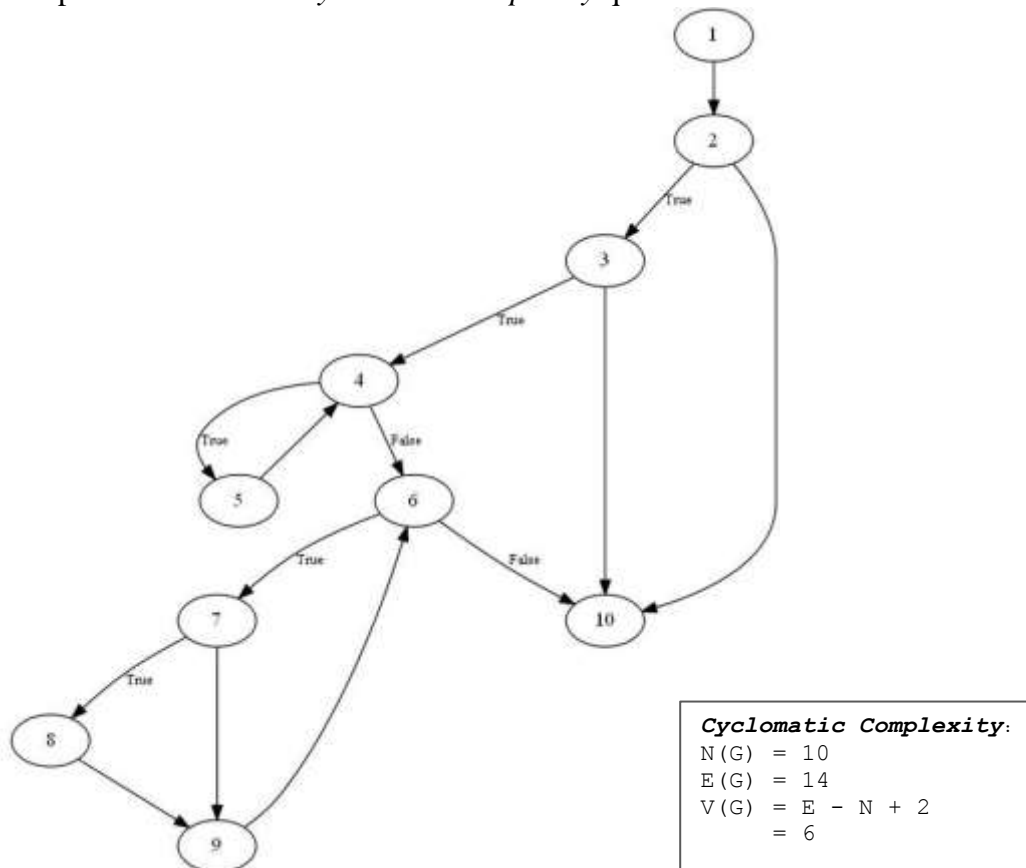 1
2
True
3
True
4
True
False
5
6
True
False
7
10
True
8
9
Cyclomatic Complexity:
N(G) = 10
E(G) = 14
V(G) = E - N + 2
= 6